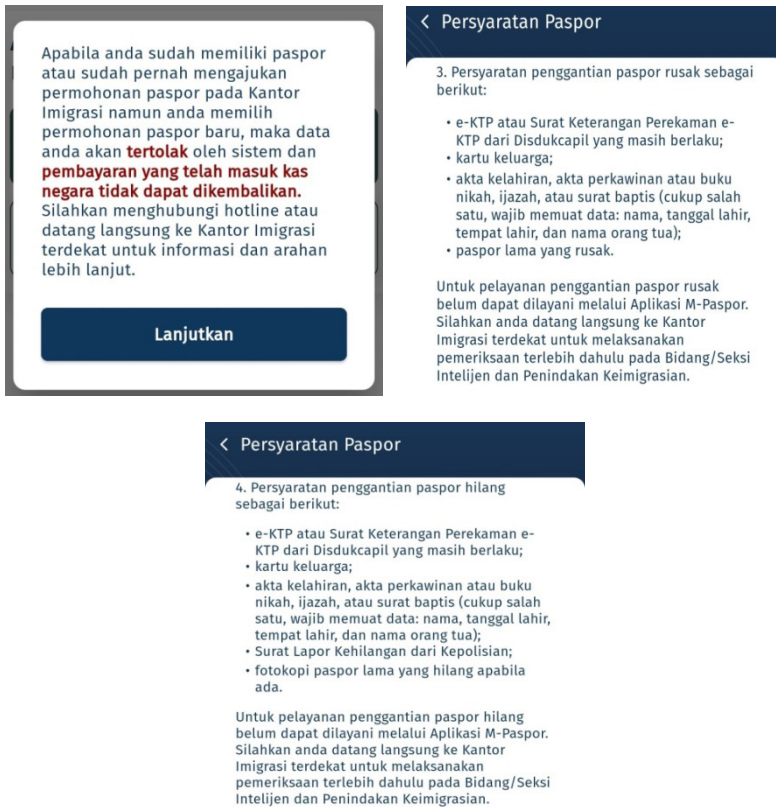 Apabila anda sudah memiliki paspor
atau sudah pernah mengajukan
permohonan paspor pada Kantor
Imigrasi namun anda memilih
permohonan paspor baru, maka data
anda akan tertolak oleh sistem dan
pembayaran yang telah masuk kas
negara tidak dapat dikembalikan.
Silahkan menghubungi hotline atau
datang langsung ke Kantor Imigrasi
terdekat untuk informasi dan arahan
lebih lanjut.
Lanjutkan
Persyaratan Paspor
3. Persyaratan penggantian paspor rusak sebagai
berikut:
• e-KTP atau Surat Keterangan Perekaman e-
KTP dari Disdukcapil yang masih berlaku;
• kartu keluarga;
• akta kelahiran, akta perkawinan atau buku
nikah, ijazah, atau surat baptis (cukup salah
satu, wajib memuat data: nama, tanggal lahir,
tempat lahir, dan nama orang tua);
• paspor lama yang rusak.
Untuk pelayanan penggantian paspor rusak
belum dapat dilayani melalui Aplikasi M-Paspor.
Silahkan anda datang langsung ke Kantor
Imigrasi terdekat untuk melaksanakan
pemeriksaan terlebih dahulu pada Bidang/Seksi
Intelijen dan Penindakan Keimigrasian.
Persyaratan Paspor
4. Persyaratan penggantian paspor hilang
sebagai berikut:
• e-KTP atau Surat Keterangan Perekaman e-
KTP dari Disdukcapil yang masih berlaku;
• kartu keluarga;
• akta kelahiran, akta perkawinan atau buku
nikah, ijazah, atau surat baptis (cukup salah
satu, wajib memuat data: nama, tanggal lahir,
tempat lahir, dan nama orang tua);
• Surat Lapor Kehilangan dari Kepolisian;
• fotokopi paspor lama yang hilang apabila
ada.
Untuk pelayanan penggantian paspor hilang
belum dapat dilayani melalui Aplikasi M-Paspor.
Silahkan anda datang langsung ke Kantor
Imigrasi terdekat untuk melaksanakan
pemeriksaan terlebih dahulu pada Bidang/Seksi
Intelijen dan Penindakan Keimigrasian.